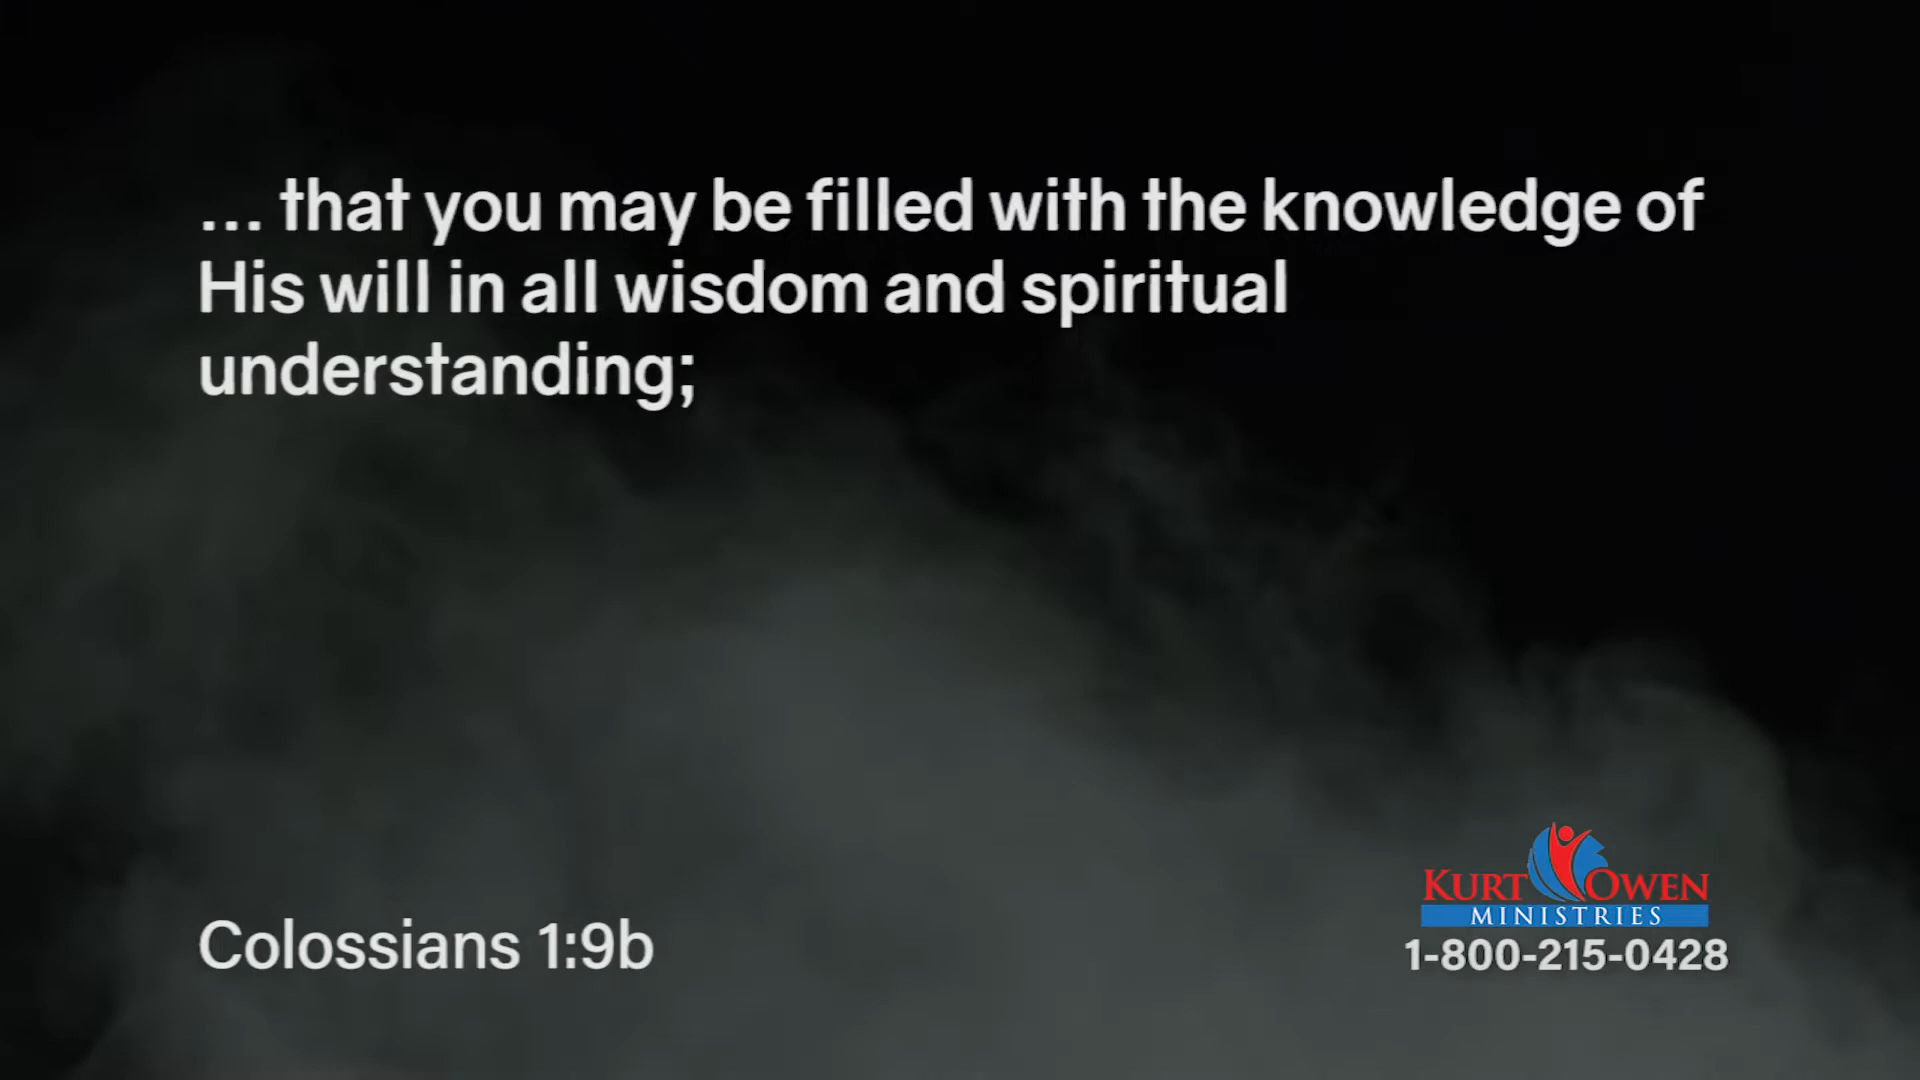 ... that you may be filled with the knowledge of
His will in all wisdom and spiritual
understanding;
Colossians 1:9b
KURT OWEN
MINISTRIES
1-800-215-0428